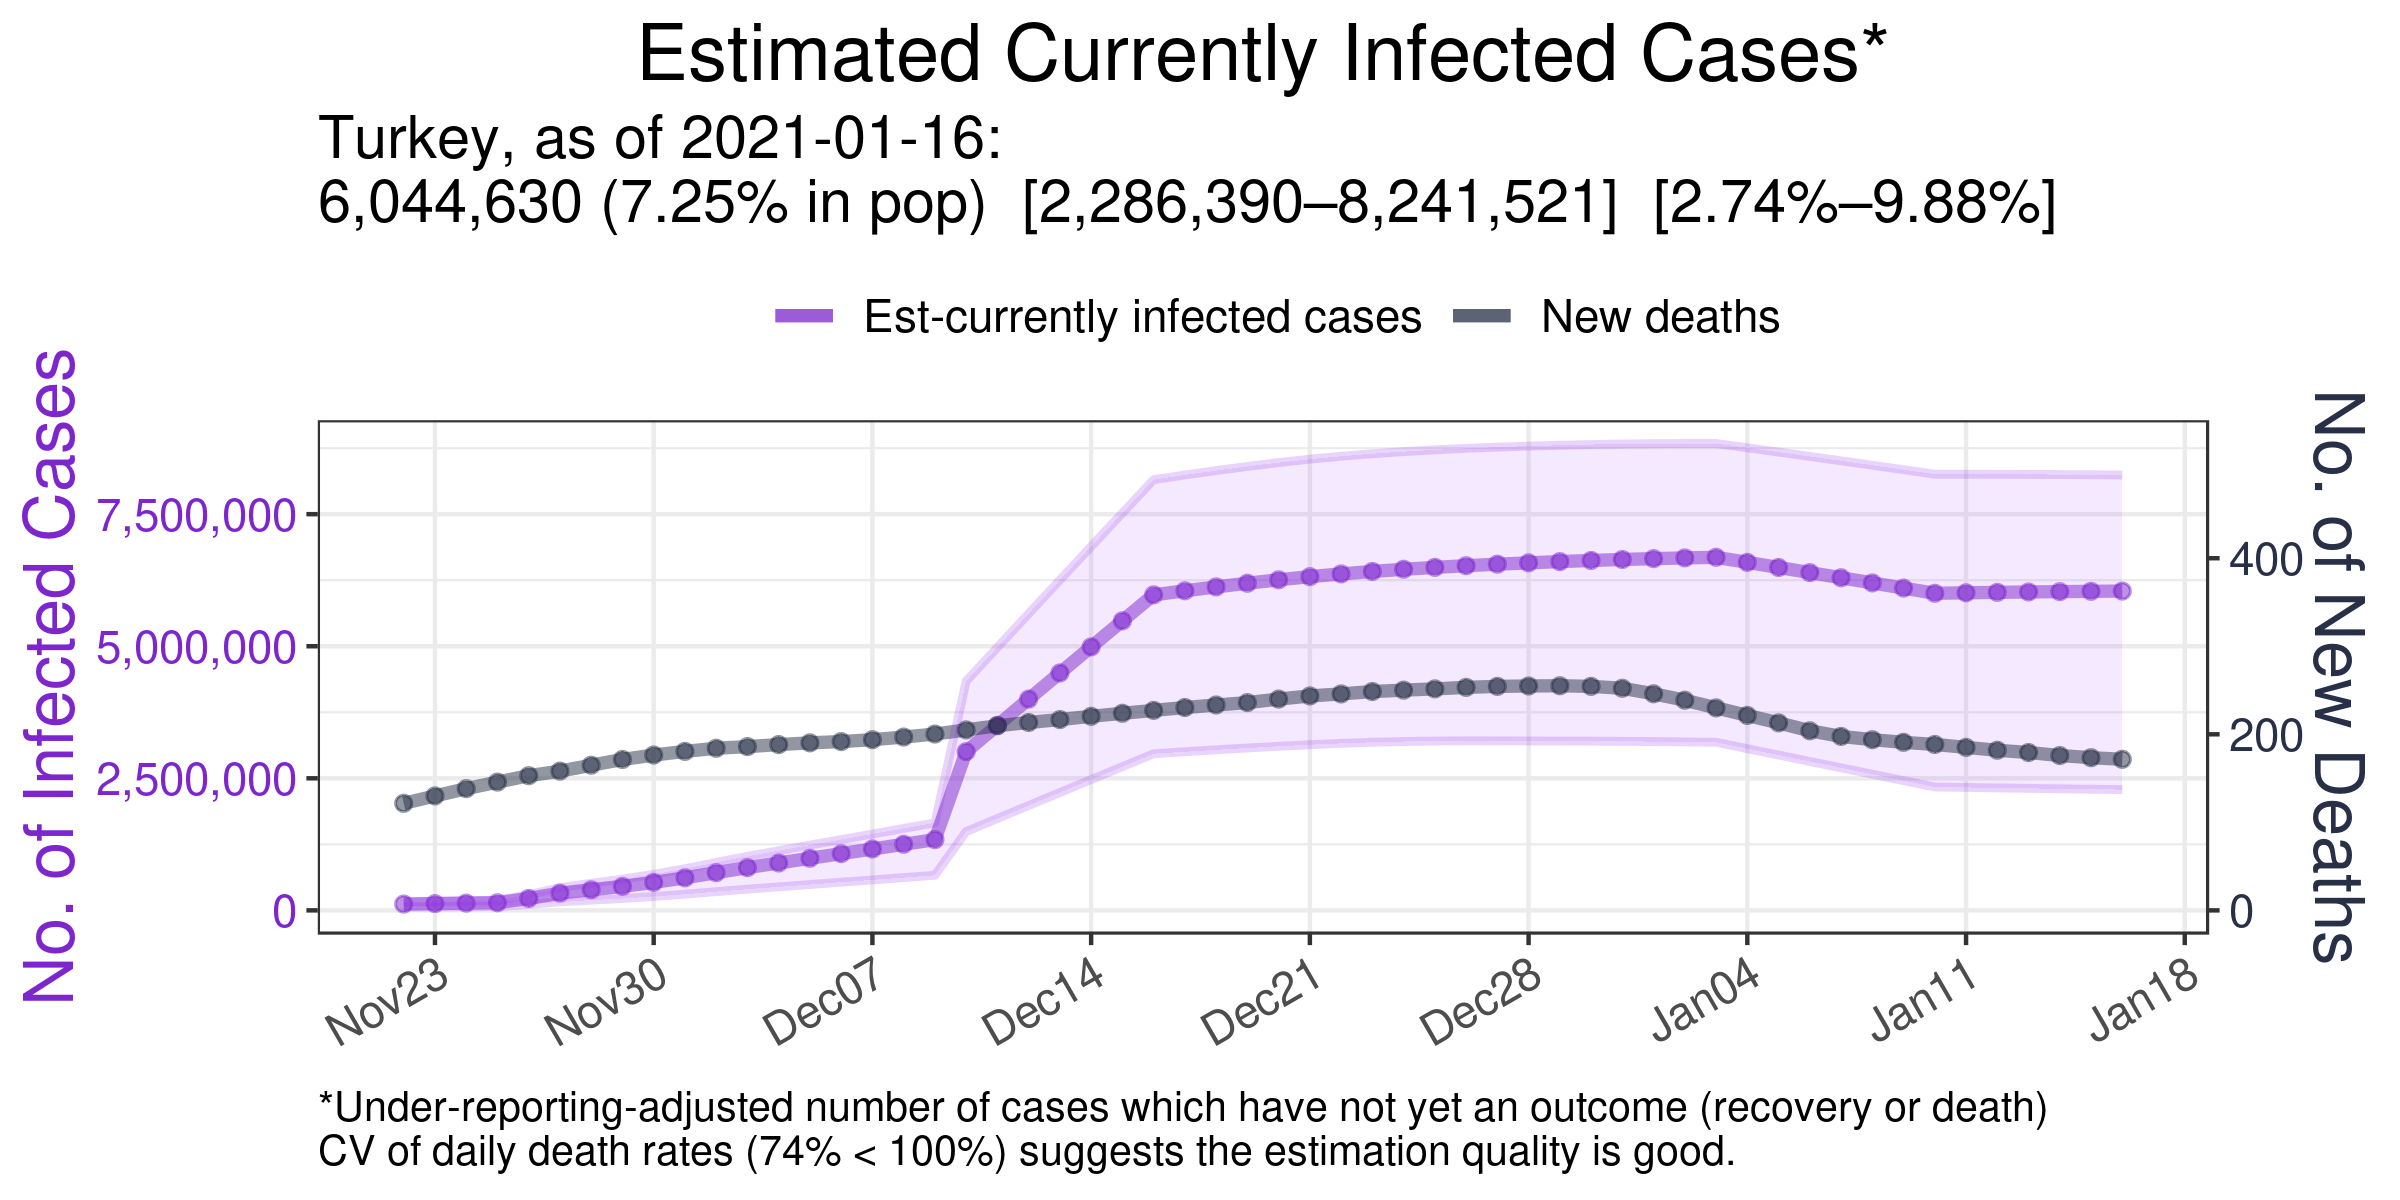 Estimated Currently Infected Cases*
Turkey, as of 2021-01-16:
6,044,630 (7.25% in pop) [2,286,390–8,241,521] [2.74%–9.88%]
Est-currently infected cases
New deaths
No. of Infected Cases
7,500,000
5,000,000
2,500,000
0
No. of New Deaths
400
200
0
Nov23
Nov30
Dec07
Dec14
Dec21
Dec28
Jan04
Jan11
Jan18
*Under-reporting-adjusted number of cases which have not yet an outcome (recovery or death)
CV of daily death rates (74% < 100%) suggests the estimation quality is good.